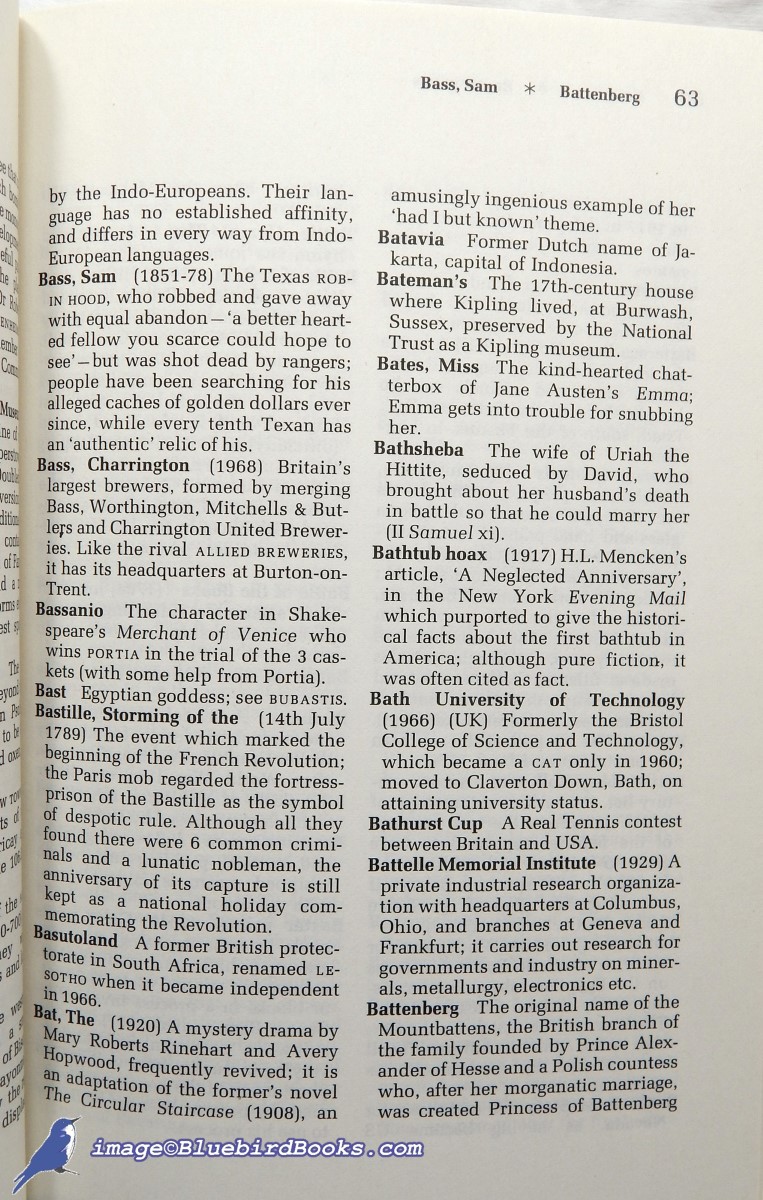 Bass, Sam * Battenberg 63
by the Indo-Europeans. Their lan-
guage has no established affinity,
and differs in every way from Indo-
European languages.
Bass, Sam (1851-78) The Texas ROB-
IN HOOD, who robbed and gave away
with equal abandon—‘a better heart-
ed fellow you scarce could hope to
see’—but was shot dead by rangers;
people have been searching for his
alleged caches of golden dollars ever
since, while every tenth Texan has
an ‘authentic’ relic of his.
Bass, Charrington (1968) Britain’s
largest brewers, formed by merging
Bass, Worthington, Mitchells & But-
lers and Charrington United Brewer-
ies. Like the rival ALLIED BREWERIES,
it has its headquarters at Burton-on-
Trent.
Bassanio The character in Shake-
speare’s Merchant of Venice who
wins PORTIA in the trial of the 3 cas-
kets (with some help from Portia).
Bast Egyptian goddess; see BUBASTIS.
Bastille, Storming of the (14th July
1789) The event which marked the
beginning of the French Revolution;
the Paris mob regarded the fortress-
prison of the Bastille as the symbol
of despotic rule. Although all they
found there were 6 common crimi-
nals and a lunatic nobleman, the
anniversary of its capture is still
kept as a national holiday com-
memorating the Revolution.
Basutoland A former British protec-
torate in South Africa, renamed LE-
SOTHO when it became independent
in 1966.
Bat, The (1920) A mystery drama by
Mary Roberts Rinehart and Avery
Hopwood, frequently revived; it is
an adaptation of the former’s novel
The Circular Staircase (1908), an
amusingly ingenious example of her
‘had I but known’ theme.
Batavia Former Dutch name of Ja-
karta, capital of Indonesia.
Bateman’s The 17th-century house
where Kipling lived, at Burwash,
Sussex, preserved by the National
Trust as a Kipling museum.
Bates, Miss The kind-hearted chat-
terbox of Jane Austen’s Emma;
Emma gets into trouble for snubbing
her.
Bathsheba The wife of Uriah the
Hittite, seduced by David, who
brought about her husband’s death
in battle so that he could marry her
(II Samuel xi).
Bathtub hoax (1917) H.L. Mencken’s
article, ‘A Neglected Anniversary’,
in the New York Evening Mail
which purported to give the histori-
cal facts about the first bathtub in
America; although pure fiction, it
was often cited as fact.
Bath University of Technology
(1966) (UK) Formerly the Bristol
College of Science and Technology,
which became a CAT only in 1960;
moved to Claverton Down, Bath, on
attaining university status.
Bathurst Cup A Real Tennis contest
between Britain and USA.
Battelle Memorial Institute (1929) A
private industrial research organiza-
tion with headquarters at Columbus,
Ohio, and branches at Geneva and
Frankfurt; it carries out research for
governments and industry on miner-
als, metallurgy, electronics etc.
Battenberg The original name of the
Mountbattens, the British branch of
the family founded by Prince Alex-
ander of Hesse and a Polish countess
who, after her morganatic marriage,
was created Princess of Battenberg
image©BluebirdBooks.com